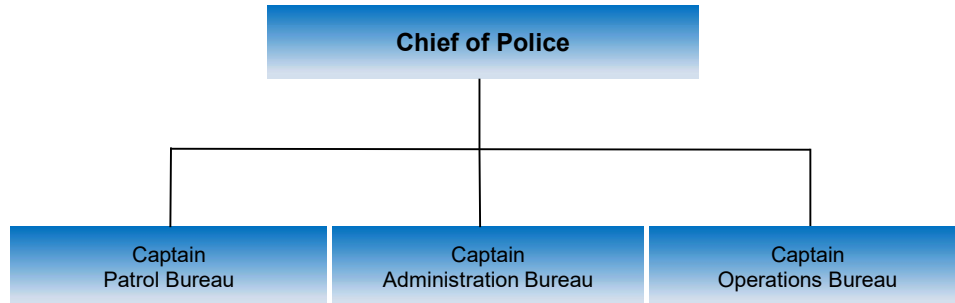 Chief of Police
Captain
Patrol Bureau
Captain
Administration Bureau
Captain
Operations Bureau